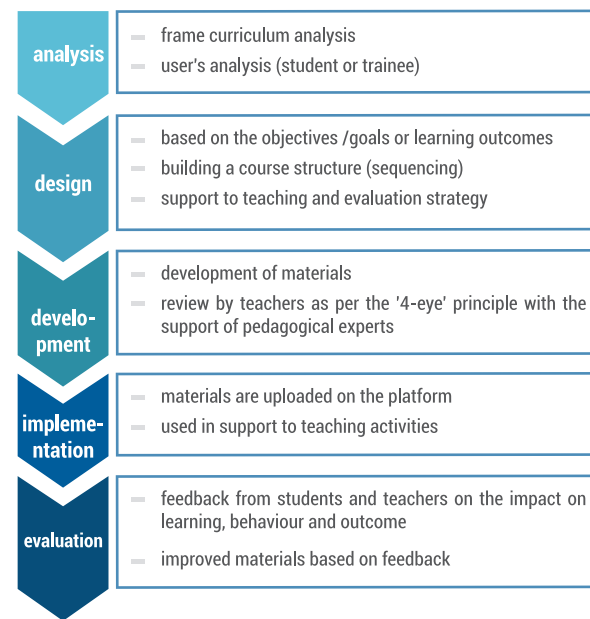 analysis
frame curriculum analysis
user's analysis (student or trainee)
design
based on the objectives /goals or learning outcomes
building a course structure (sequencing)
support to teaching and evaluation strategy
develo-
pment
development of materials
review by teachers as per the '4-eye' principle with the
support of pedagogical experts
impleme-
ntation
materials are uploaded on the platform
used in support to teaching activities
evaluation
feedback from students and teachers on the impact on
learning, behaviour and outcome
improved materials based on feedback